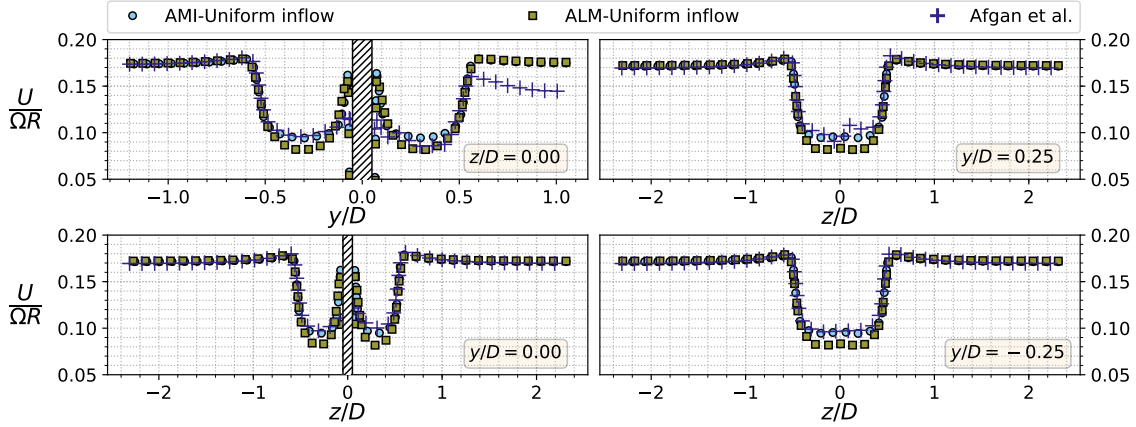 AMI-Uniform inflow ALM-Uniform inflow Afgan et al.
0.20 0.20
0.15 0.15
U/ΩR
0.10 0.10
z/D = 0.00 y/D = 0.25
0.05 0.05
−1.0 −0.5 0.0 0.5 1.0 −2 −1 0 1 2
y/D z/D
0.20 0.20
0.15 0.15
U/ΩR
0.10 0.10
y/D = 0.00 y/D = −0.25
0.05 0.05
−2 −1 0 1 2 −2 −1 0 1 2
z/D z/D